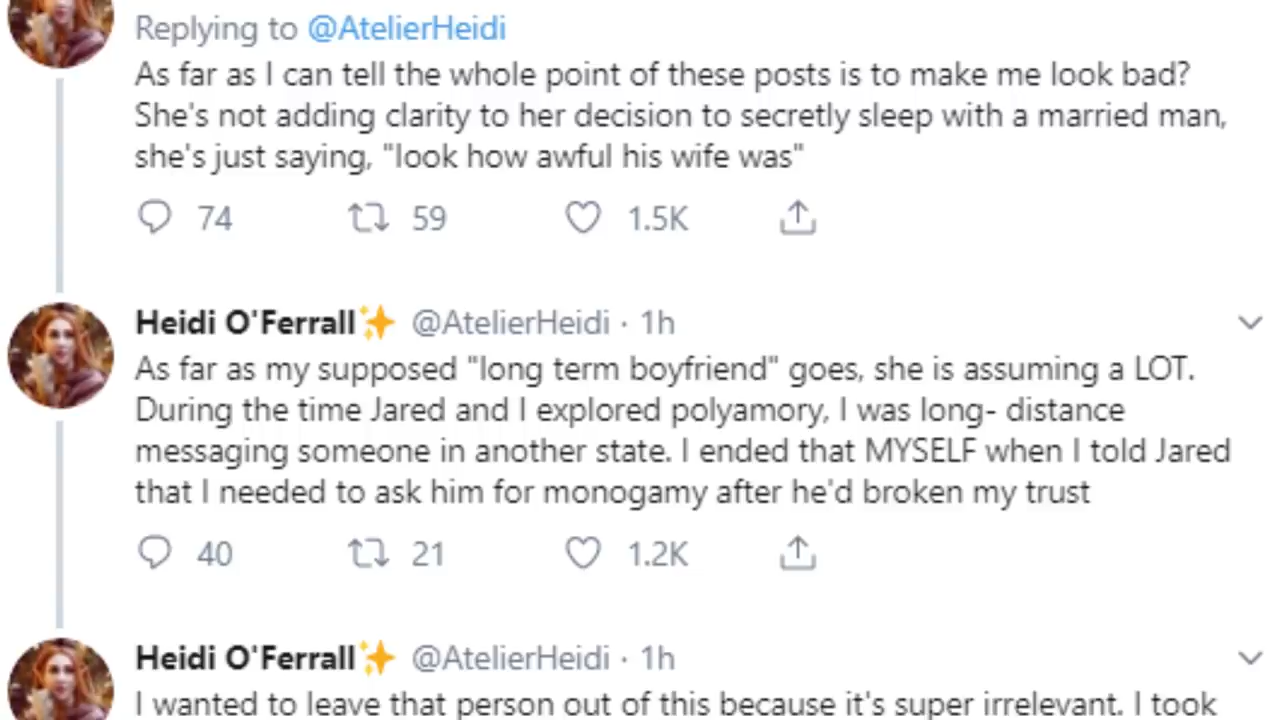 Replying to @AtelierHeidi
As far as I can tell the whole point of these posts is to make me look bad?
She's not adding clarity to her decision to secretly sleep with a married man,
she's just saying, "look how awful his wife was"
74 59 1.5K
Heidi O'Ferrall✨ @AtelierHeidi · 1h
As far as my supposed "long term boyfriend" goes, she is assuming a LOT.
During the time Jared and I explored polyamory, I was long- distance
messaging someone in another state. I ended that MYSELF when I told Jared
that I needed to ask him for monogamy after he'd broken my trust
40 21 1.2K
Heidi O'Ferrall✨ @AtelierHeidi · 1h
I wanted to leave that person out of this because it's super irrelevant. I took